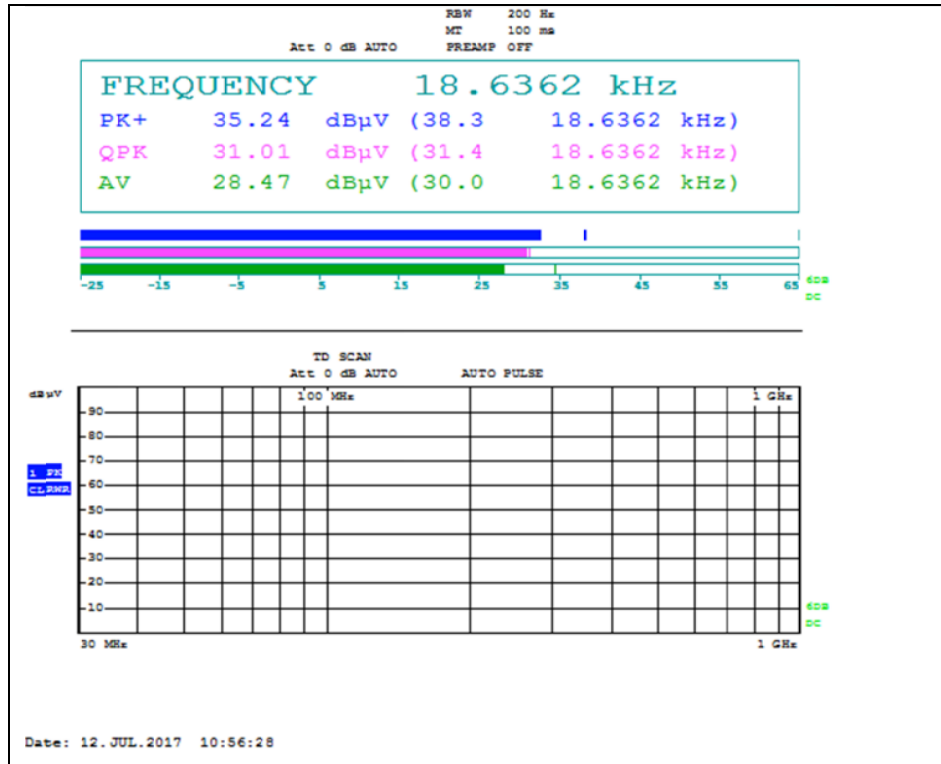 RBW 200 Hz
MT 100 ms
Att 0 dB AUTO PREAMP OFF
FREQUENCY 18.6362 kHz
PK+ 35.24 dBµV (38.3 18.6362 kHz)
QPK 31.01 dBµV (31.4 18.6362 kHz)
AV 28.47 dBµV (30.0 18.6362 kHz)
-25 -15 -5 5 15 25 35 45 55 65
6DB
DC
TD SCAN
Att 0 dB AUTO AUTO PULSE
dBµV
100 MHz 1 GHz
90
80
70
1 PK
60
CLRWR
50
40
30
20
10
6DB
DC
30 MHz 1 GHz
Date: 12.JUL.2017 10:56:28